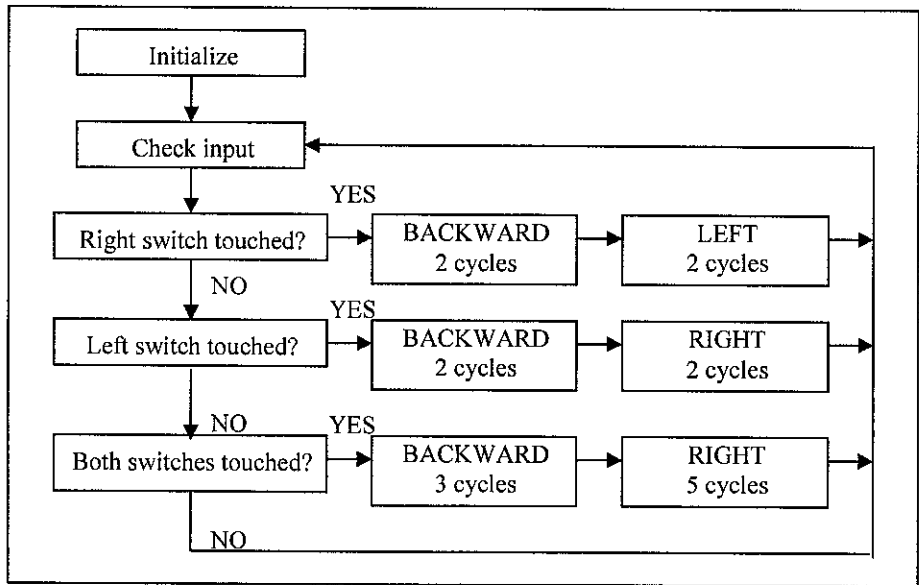 Initialize
Check input
YES
Right switch touched?
BACKWARD
2 cycles
LEFT
2 cycles
NO
YES
Left switch touched?
BACKWARD
2 cycles
RIGHT
2 cycles
NO
YES
Both switches touched?
BACKWARD
3 cycles
RIGHT
5 cycles
NO